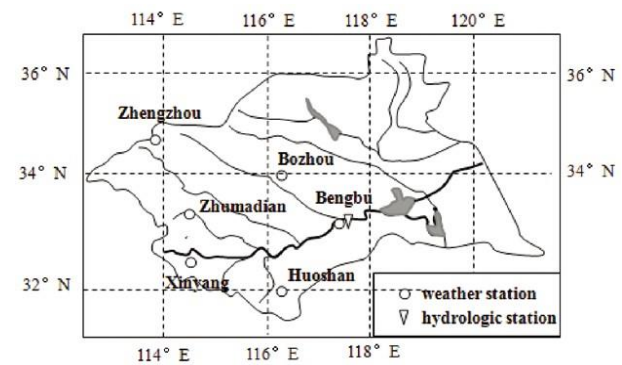 114° E 116° E 118° E 120° E
36° N 36° N
Zhengzhou
Bozhou
34° N 34° N
Bengbu
Zhumadian
Xinyang
Huoshan
32° N
weather station
hydrologic station
114° E 116° E 118° E